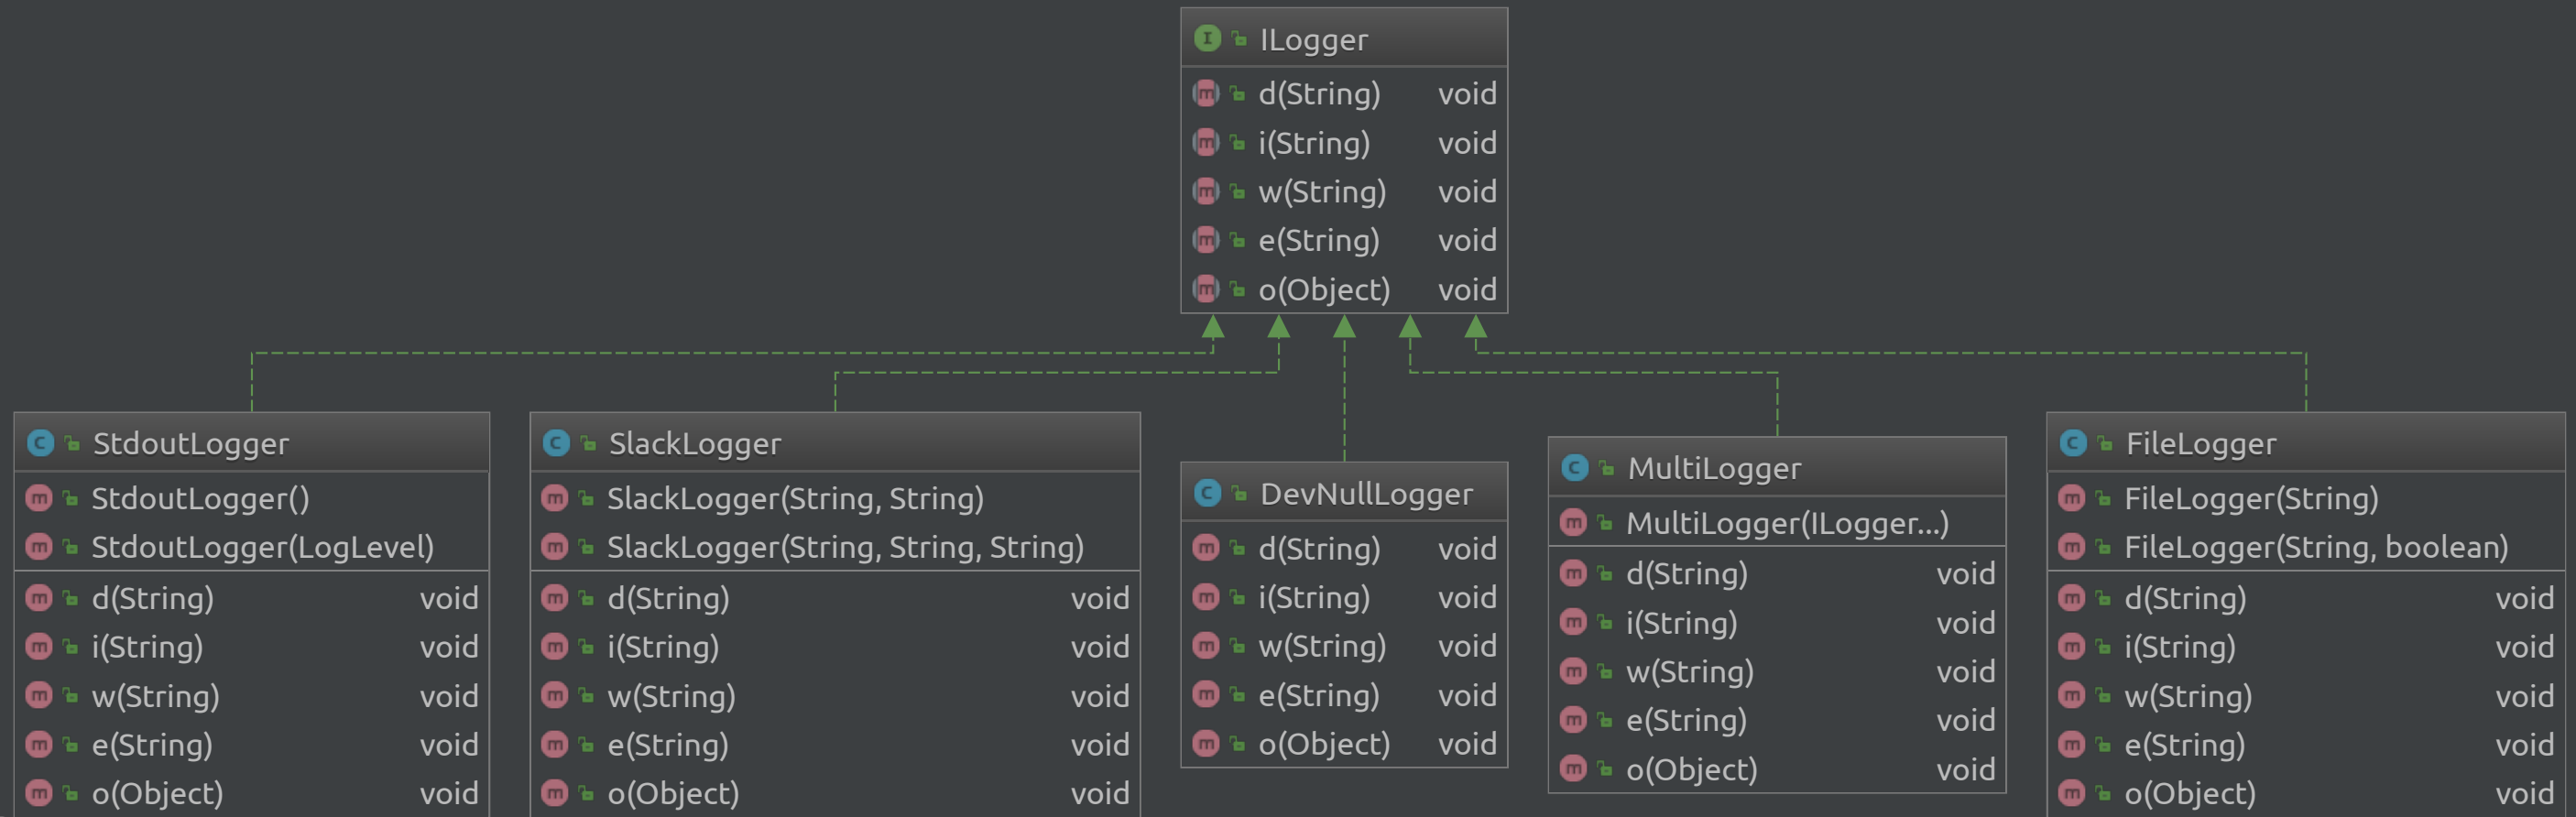 ILogger
d(String) void
i(String) void
w(String) void
e(String) void
o(Object) void
StdoutLogger
StdoutLogger()
StdoutLogger(LogLevel)
d(String) void
i(String) void
w(String) void
e(String) void
o(Object) void
SlackLogger
SlackLogger(String, String)
SlackLogger(String, String, String)
d(String) void
i(String) void
w(String) void
e(String) void
o(Object) void
DevNullLogger
d(String) void
i(String) void
w(String) void
e(String) void
o(Object) void
MultiLogger
MultiLogger(ILogger...)
d(String) void
i(String) void
w(String) void
e(String) void
o(Object) void
FileLogger
FileLogger(String)
FileLogger(String, boolean)
d(String) void
i(String) void
w(String) void
e(String) void
o(Object) void